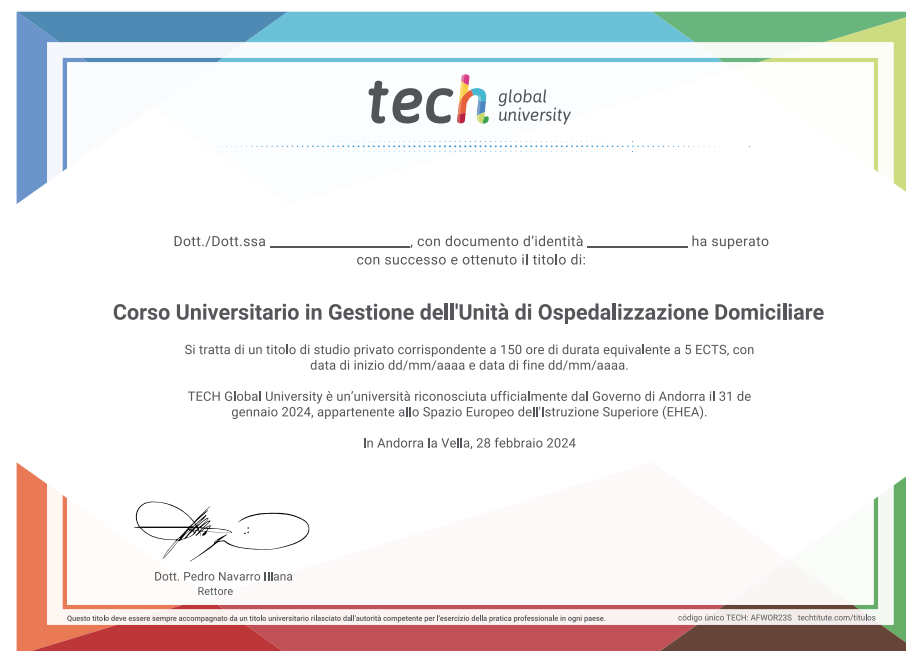 tech global university
Dott./Dott.ssa ____________________, con documento d'identità ______________ ha superato
con successo e ottenuto il titolo di:
Corso Universitario in Gestione dell'Unità di Ospedalizzazione Domiciliare
Si tratta di un titolo di studio privato corrispondente a 150 ore di durata equivalente a 5 ECTS, con
data di inizio dd/mm/aaaa e data di fine dd/mm/aaaa.
TECH Global University è un'università riconosciuta ufficialmente dal Governo di Andorra il 31 de
gennaio 2024, appartenente allo Spazio Europeo dell'Istruzione Superiore (EHEA).
In Andorra la Vella, 28 febbraio 2024
Dott. Pedro Navarro Illana
Rettore
Questo titolo deve essere sempre accompagnato da un titolo universitario rilasciato dall'autorità competente per l'esercizio della pratica professionale in ogni paese.
código único TECH: AFWOR23S techtitute.com/titulos